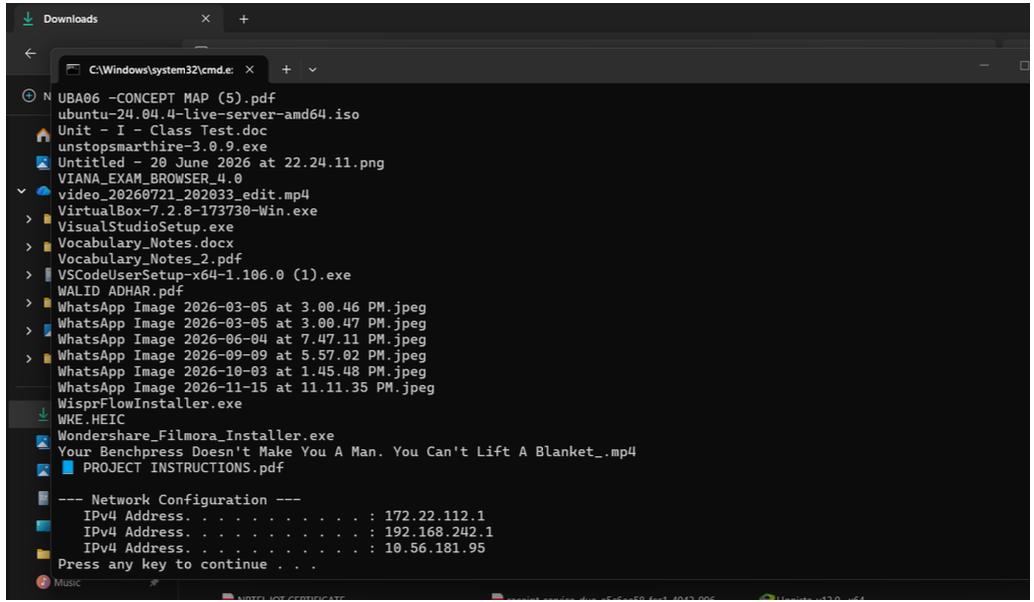 Downloads
N
C:\Windows\system32\cmd.e:
UBA06 -CONCEPT MAP (5).pdf
ubuntu-24.04.4-live-server-amd64.iso
Unit - I - Class Test.doc
unstopsmarthire-3.0.9.exe
Untitled - 20 June 2026 at 22.24.11.png
VIANA_EXAM_BROWSER_4.0
video_20260721_202033_edit.mp4
VirtualBox-7.2.8-173730-Win.exe
VisualStudioSetup.exe
Vocabulary_Notes.docx
Vocabulary_Notes_2.pdf
VSCodeUserSetup-x64-1.106.0 (1).exe
WALID ADHAR.pdf
WhatsApp Image 2026-03-05 at 3.00.46 PM.jpeg
WhatsApp Image 2026-03-05 at 3.00.47 PM.jpeg
WhatsApp Image 2026-06-04 at 7.47.11 PM.jpeg
WhatsApp Image 2026-09-09 at 5.57.02 PM.jpeg
WhatsApp Image 2026-10-03 at 1.45.48 PM.jpeg
WhatsApp Image 2026-11-15 at 11.11.35 PM.jpeg
WisprFlowInstaller.exe
WKE.HEIC
Wondershare_Filmora_Installer.exe
Your Benchpress Doesn't Make You A Man. You Can't Lift A Blanket_.mp4
📘 PROJECT INSTRUCTIONS.pdf
--- Network Configuration ---
IPv4 Address. . . . . . . . . . . : 172.22.112.1
IPv4 Address. . . . . . . . . . . : 192.168.242.1
IPv4 Address. . . . . . . . . . . : 10.56.181.95
Press any key to continue . . .
Music